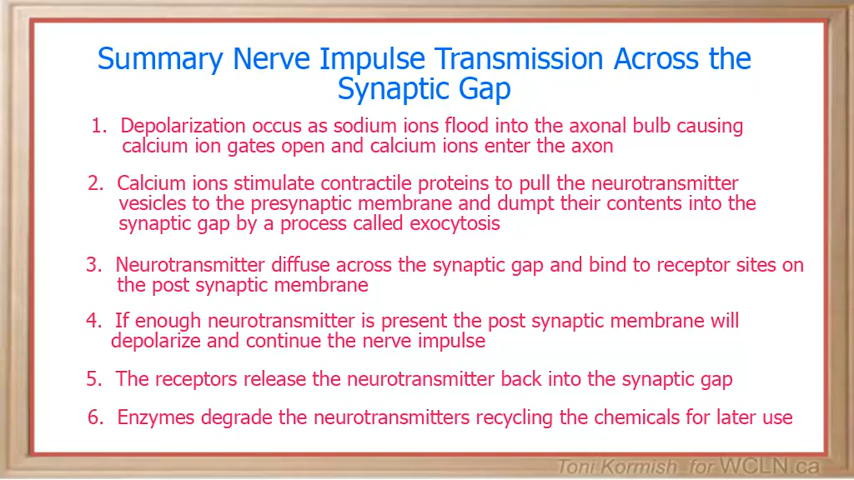 Summary Nerve Impulse Transmission Across the
Synaptic Gap
1. Depolarization occus as sodium ions flood into the axonal bulb causing
calcium ion gates open and calcium ions enter the axon
2. Calcium ions stimulate contractile proteins to pull the neurotransmitter
vesicles to the presynaptic membrane and dumpt their contents into the
synaptic gap by a process called exocytosis
3. Neurotransmitter diffuse across the synaptic gap and bind to receptor sites on
the post synaptic membrane
4. If enough neurotransmitter is present the post synaptic membrane will
depolarize and continue the nerve impulse
5. The receptors release the neurotransmitter back into the synaptic gap
6. Enzymes degrade the neurotransmitters recycling the chemicals for later use
Toni Kormish for WCLN.ca